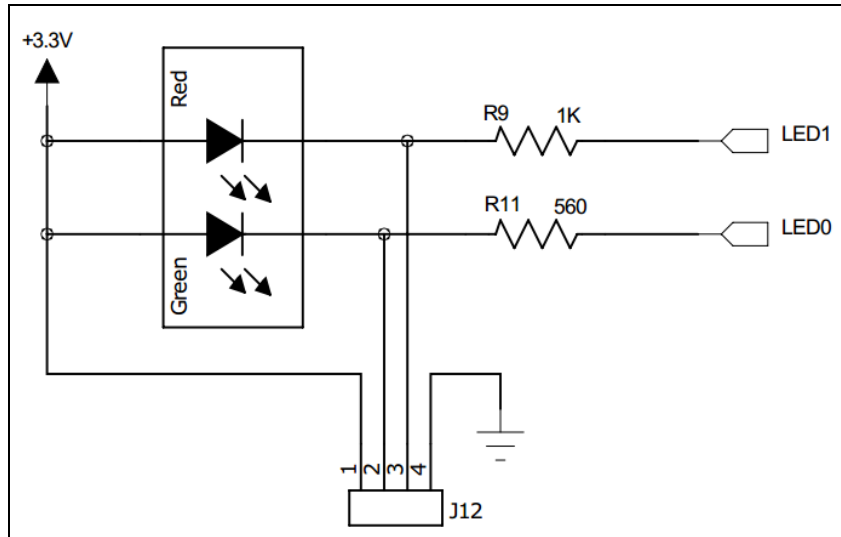 +3.3V
Red
R9
1K
LED1
R11
560
LED0
Green
1
2
3
4
J12